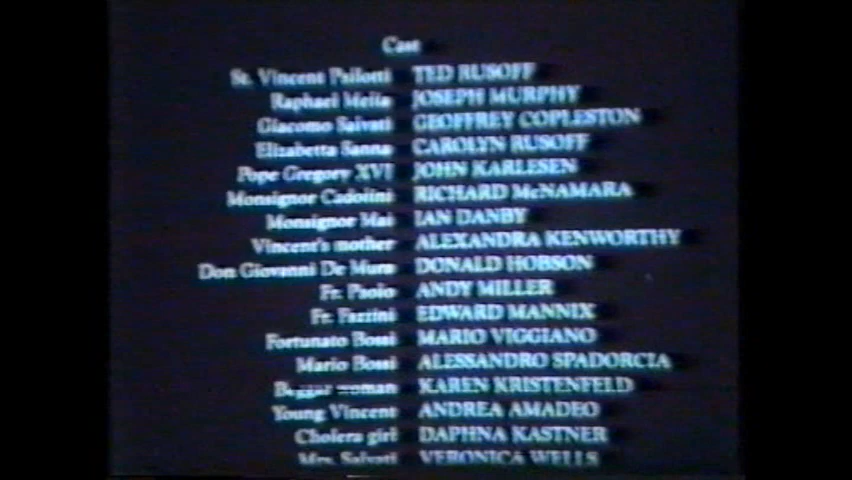 Cast
St. Vincent Pallotti TED RUSOFF
Raphael Melia JOSEPH MURPHY
Giacomo Salvati GEOFFREY COPLESTON
Elizabetta Sanna CAROLYN RUSOFF
Pope Gregory XVI JOHN KARLESEN
Monsignor Cadolini RICHARD McNAMARA
Monsignor Mai IAN DANBY
Vincent's mother ALEXANDRA KENWORTHY
Don Giovanni De Mura DONALD HOBSON
Fr. Paolo ANDY MILLER
Fr. Fazzini EDWARD MANNIX
Fortunato Bossi MARIO VIGGIANO
Mario Bossi ALESSANDRO SPADORCIA
Beggar woman KAREN KRISTENFELD
Young Vincent ANDREA AMADEO
Cholera girl DAPHNA KASTNER
Mrs. Salvati VERONICA WELLS